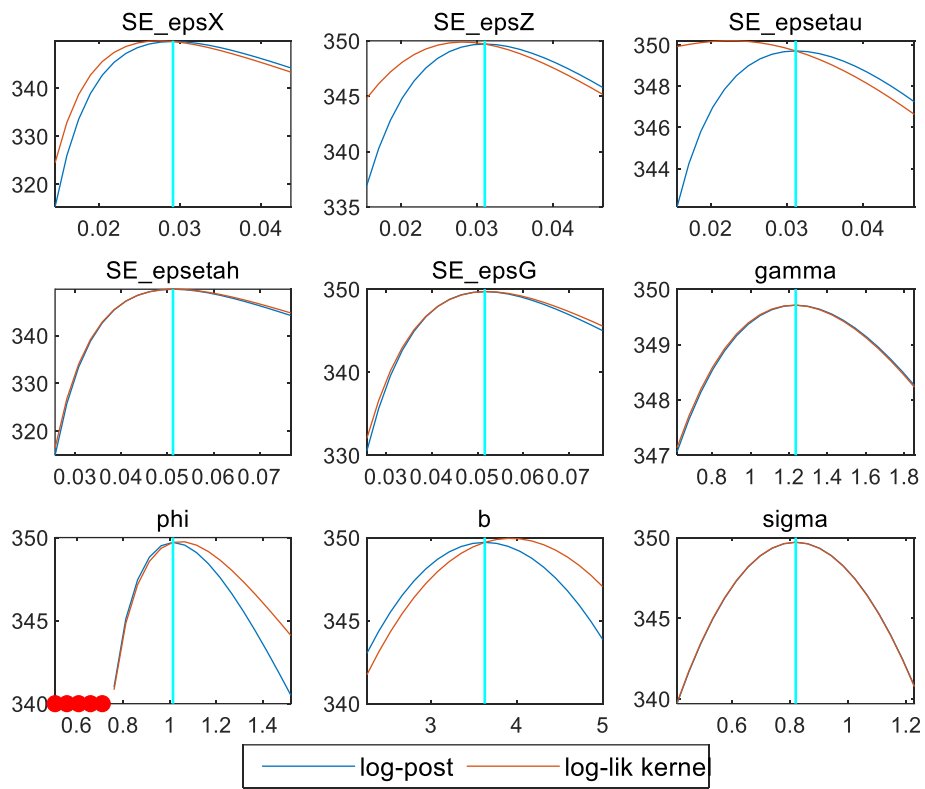 SE_epsX SE_epsZ SE_epsetau
340 330 320
0.02 0.03 0.04
350 345 340 335
0.02 0.03 0.04
350 348 346 344
0.02 0.03 0.04
SE_epsetah SE_epsG gamma
340 330 320
0.03 0.04 0.05 0.06 0.07
350 340 330
0.03 0.04 0.05 0.06 0.07
350 349 348 347
0.8 1 1.2 1.4 1.6 1.8
phi b sigma
350 345 340
0.6 0.8 1 1.2 1.4
350 345 340
3 4 5
350 345 340
0.6 0.8 1 1.2
log-post log-lik kernel